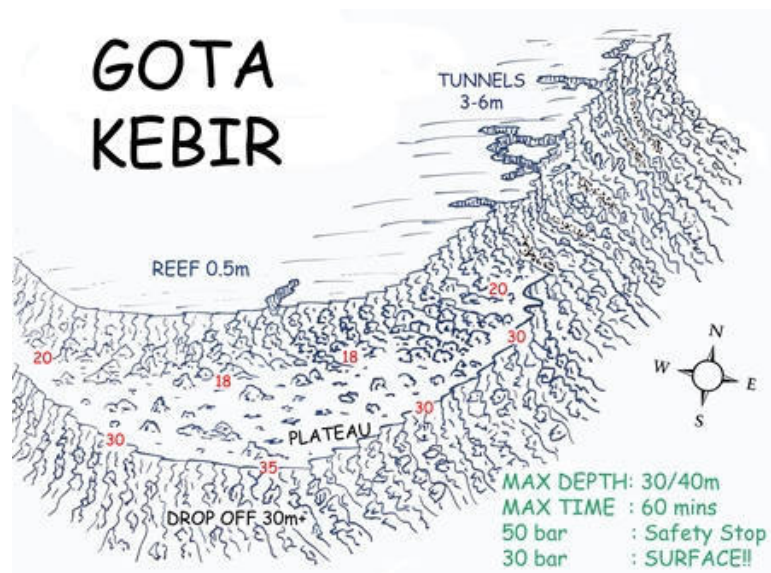 GOTA
KEBIR
TUNNELS
3-6m
REEF 0.5m
20
20
30
18
18
30
30
35
PLATEAU
DROP OFF 30m+
N
W
E
S
MAX DEPTH: 30/40m
MAX TIME : 60 mins
50 bar : Safety Stop
30 bar : SURFACE!!